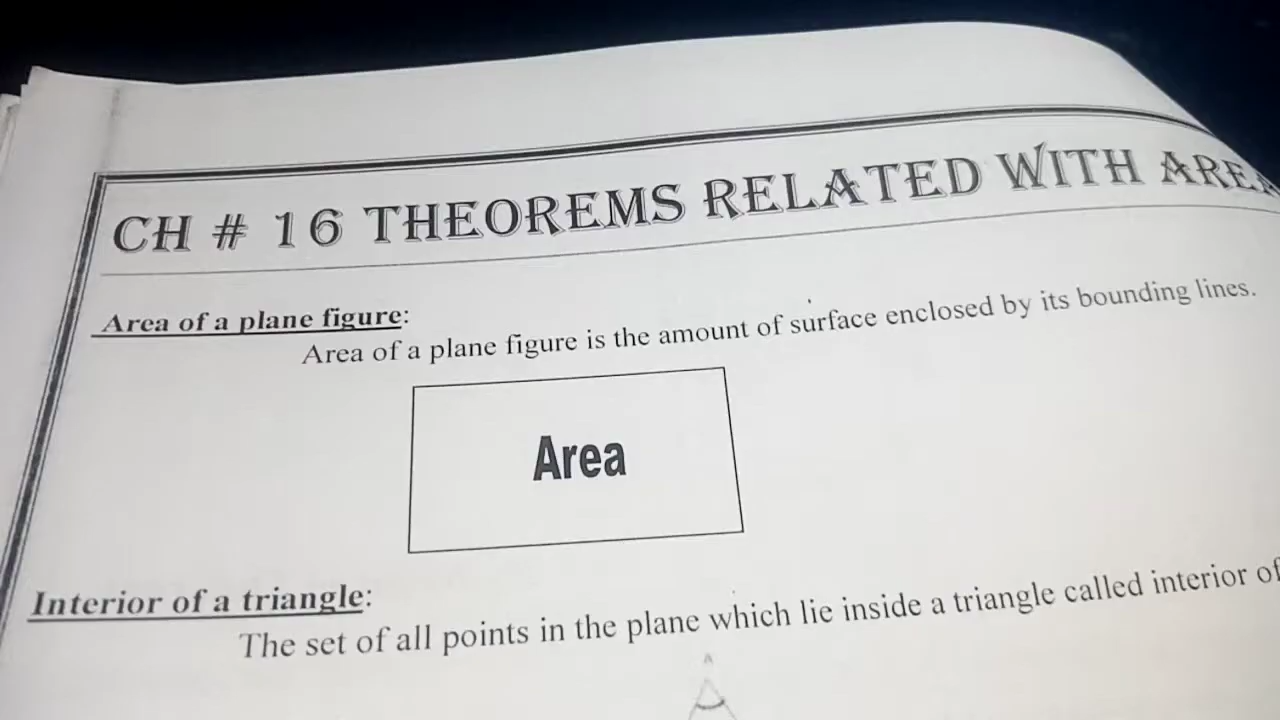 CH # 16 THEOREMS RELATED WITH
Area of a plane figure:
Area of a plane figure is the amount of surface enclosed by its bounding lines.
Area
Interior of a triangle:
The set of all points in the plane which lie inside a triangle called interior of
A